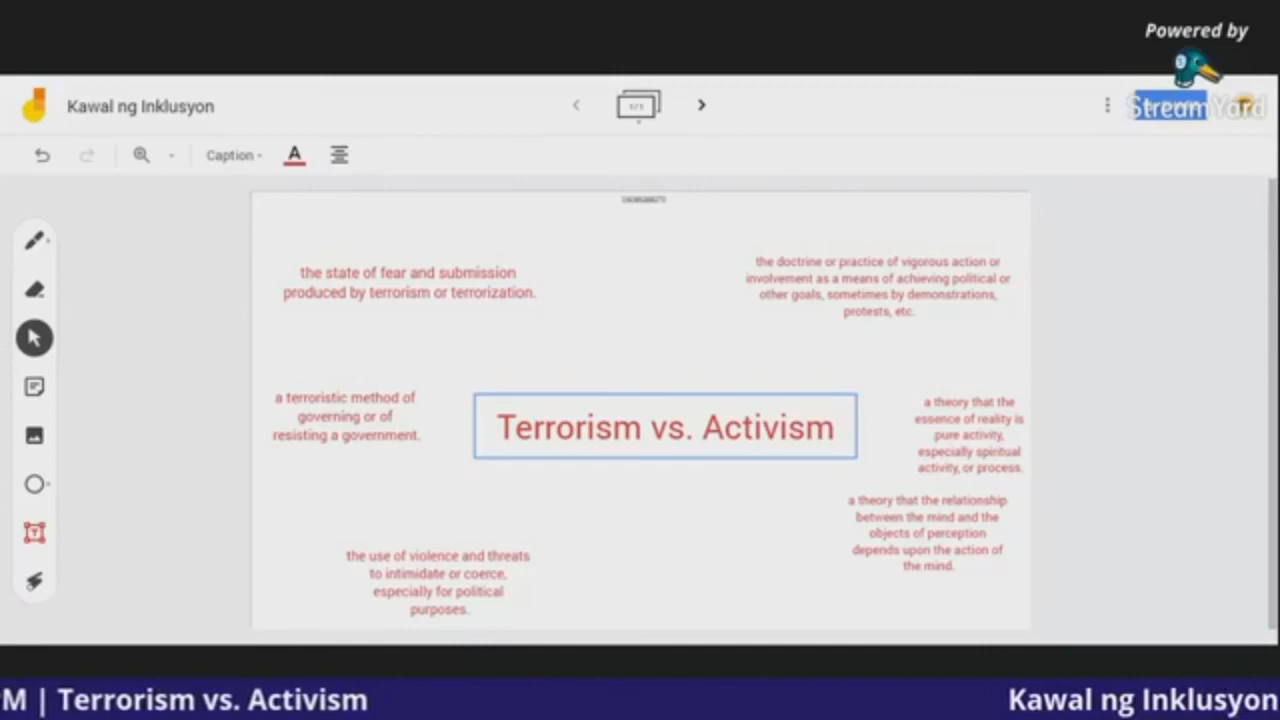 Powered by
StreamYard
Kawal ng Inklusyon
1/1
Caption
A
the state of fear and submission
produced by terrorism or terrorization.
the doctrine or practice of vigorous action or
involvement as a means of achieving political or
other goals, sometimes by demonstrations,
protests, etc.
a terroristic method of
governing or of
resisting a government.
Terrorism vs. Activism
a theory that the
essence of reality is
pure activity,
especially spiritual
activity, or process.
a theory that the relationship
between the mind and the
objects of perception
depends upon the action of
the mind.
the use of violence and threats
to intimidate or coerce,
especially for political
purposes.
M | Terrorism vs. Activism
Kawal ng Inklusyon